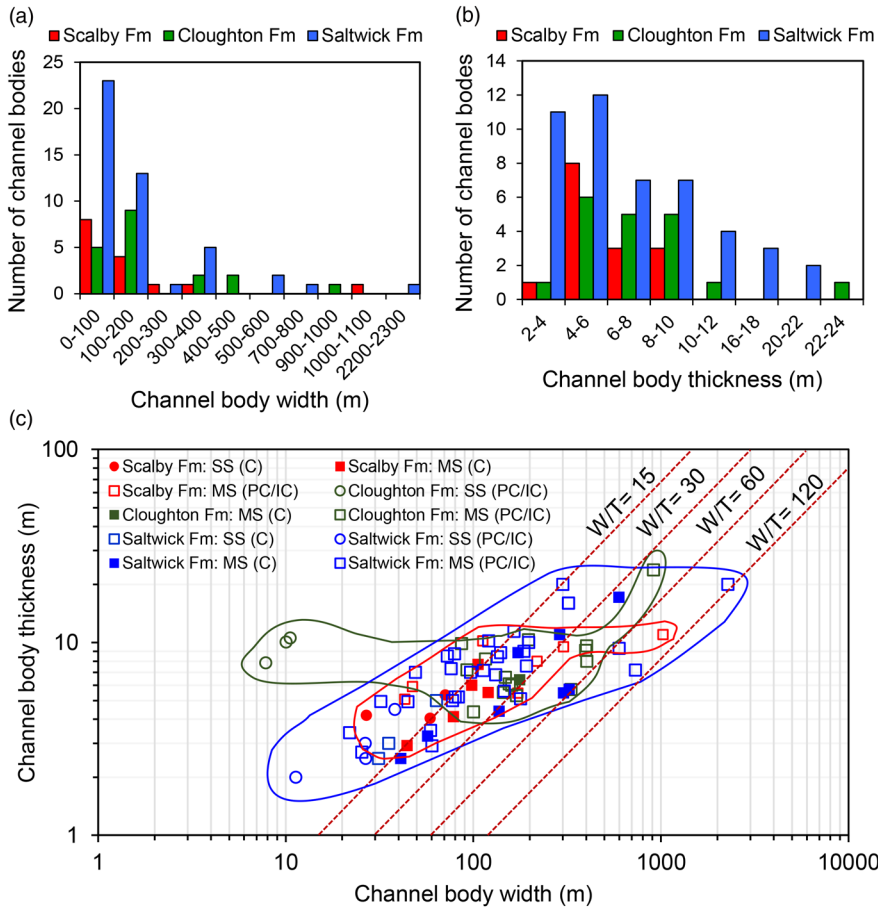 (a)
Scalby Fm Cloughton Fm Saltwick Fm
Number of channel bodies
25
20
15
10
5
0
0-100 100-200 200-300 300-400 400-500 500-600 700-800 900-1000 1000-1100 2200-2300
Channel body width (m)
(b)
Scalby Fm Cloughton Fm Saltwick Fm
Number of channel bodies
14
12
10
8
6
4
2
0
2-4 4-6 6-8 8-10 10-12 16-18 20-22 22-24
Channel body thickness (m)
(c)
Channel body thickness (m)
100
10
1
Scalby Fm: SS (C) Scalby Fm: MS (C)
Scalby Fm: MS (PC/IC) Cloughton Fm: SS (PC/IC)
Cloughton Fm: MS (C) Cloughton Fm: MS (PC/IC)
Saltwick Fm: SS (C) Saltwick Fm: SS (PC/IC)
Saltwick Fm: MS (C) Saltwick Fm: MS (PC/IC)
W/T= 15
W/T= 30
W/T= 60
W/T= 120
1 10 100 1000 10000
Channel body width (m)